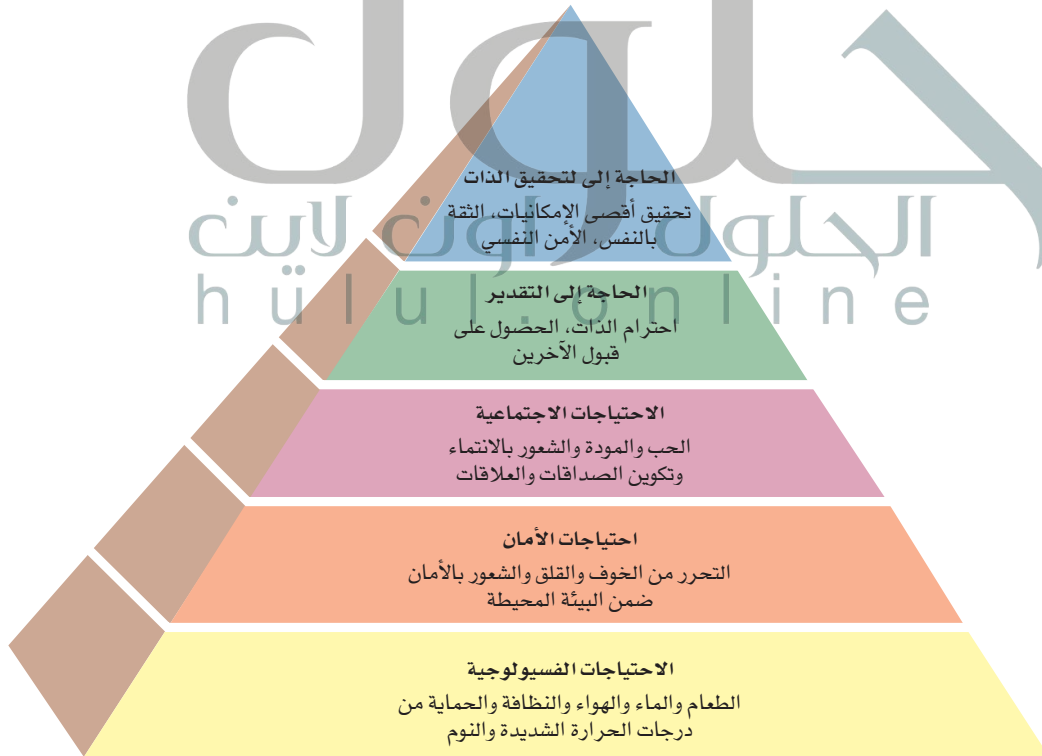 حلول
الحلول اون لاين
hülul.online
الحاجة إلى لتحقيق الذات
تحقيق أقصى الإمكانيات، الثقة
بالنفس، الأمن النفسي
الحاجة إلى التقدير
احترام الذات، الحصول على
قبول الآخرين
الاحتياجات الاجتماعية
الحب والمودة والشعور بالانتماء
وتكوين الصداقات والعلاقات
احتياجات الأمان
التحرر من الخوف والقلق والشعور بالأمان
ضمن البيئة المحيطة
الاحتياجات الفسيولوجية
الطعام والماء والهواء والنظافة والحماية من
درجات الحرارة الشديدة والنوم